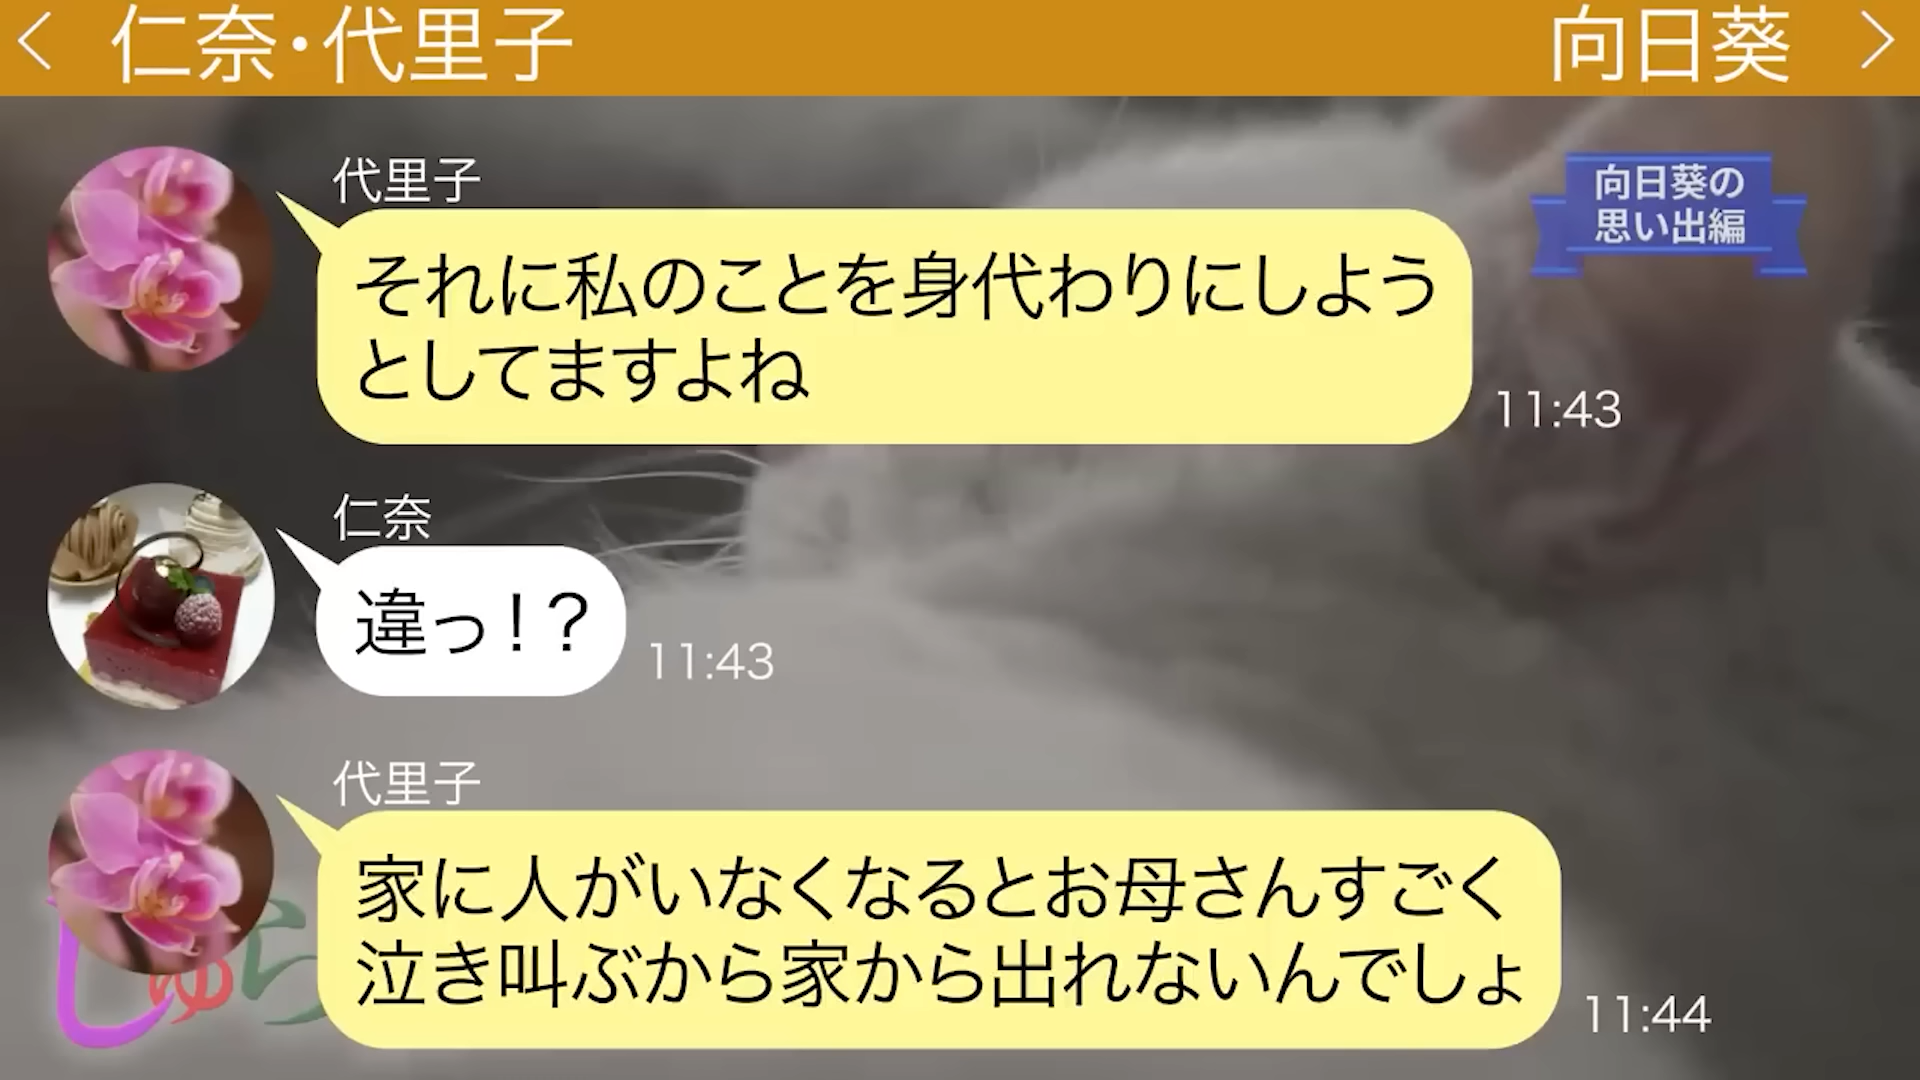 仁奈・代里子
向日葵
向日葵の
思い出編
代里子
それに私のことを身代わりにしよう
としてますよね
11:43
仁奈
違っ！？
11:43
代里子
家に人がいなくなるとお母さんすごく
泣き叫ぶから家から出れないんでしょ
11:44
しゅら